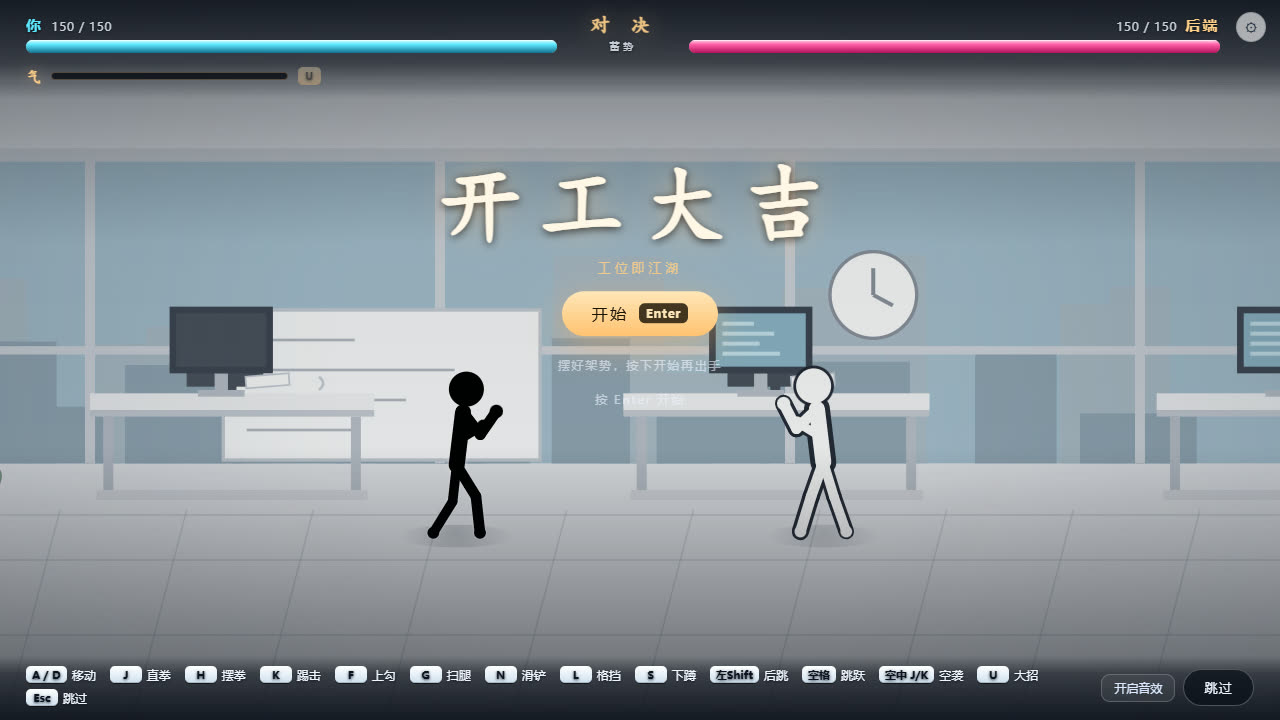 你 150 / 150
对 决
蓄势
150 / 150 后端
气 U
开工大吉
工位即江湖
开始 Enter
摆好架势，按下开始再出手
按 Enter 开始
A / D 移动 J 直拳 H 摆拳 K 踢击 F 上勾 G 扫腿 N 滑铲 L 格挡 S 下蹲 左Shift 后跳 空格 跳跃 空中 J/K 空袭 U 大招
Esc 跳过
开启音效 跳过